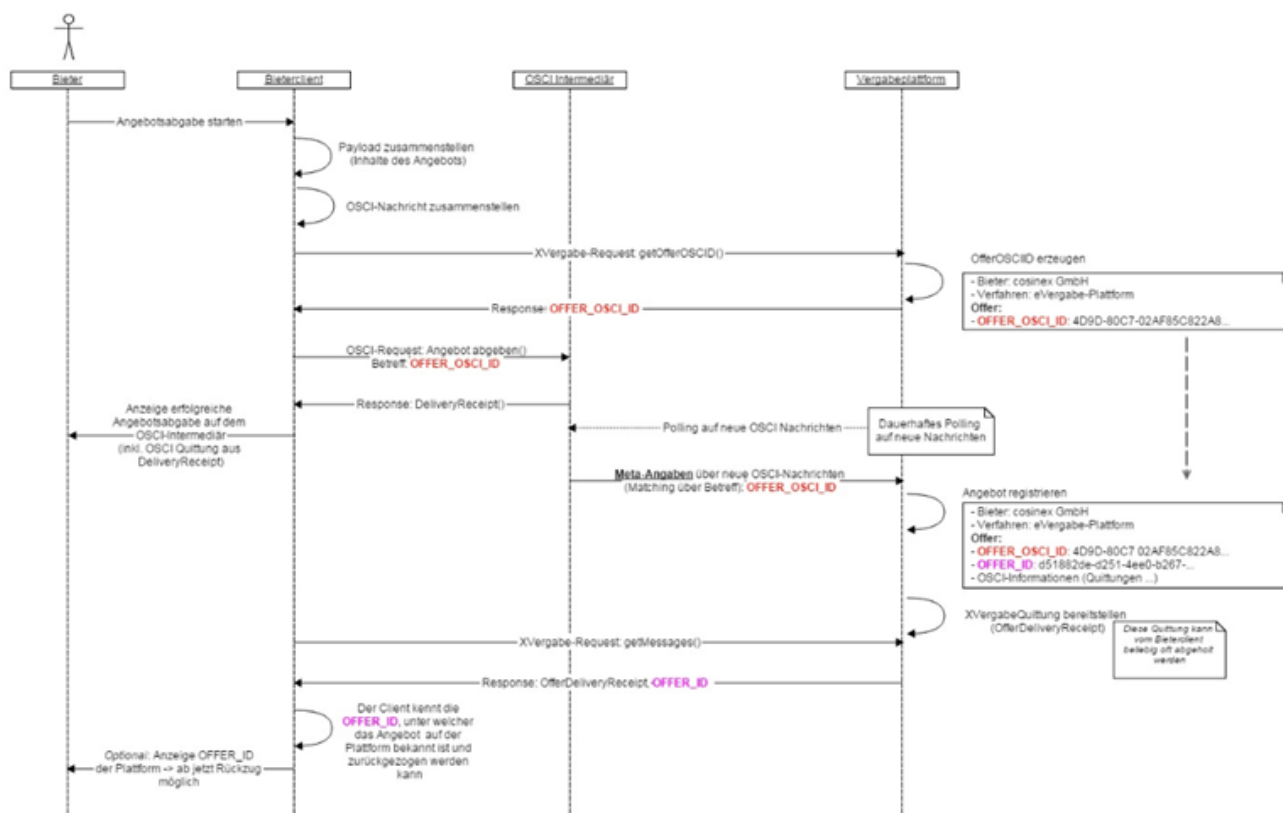 Bieter
Bieterclient
OSCI Intermediär
Vergabeplattform
Angebotsabgabe starten
Payload zusammenstellen
(Inhalte des Angebots)
OSCI-Nachricht zusammenstellen
XVergabe-Request: getOfferOSCID()
OfferOSCIID erzeugen
- Bieter: cosinex GmbH
- Verfahren: eVergabe-Plattform
Offer:
- OFFER_OSCI_ID: 4D9D-80C7-02AF85C822A8...
Response: OFFER_OSCI_ID
OSCI-Request: Angebot abgeben()
Betreff: OFFER_OSCI_ID
Response: DeliveryReceipt()
Anzeige erfolgreiche
Angebotsabgabe auf dem
OSCI-Intermediär
(inkl. OSCI Quittung aus
DeliveryReceipt)
Polling auf neue OSCI Nachrichten
Dauerhaftes Polling
auf neue Nachrichten
Meta-Angaben über neue OSCI-Nachrichten
(Matching über Betreff): OFFER_OSCI_ID
Angebot registrieren
- Bieter: cosinex GmbH
- Verfahren: eVergabe-Plattform
Offer:
- OFFER_OSCI_ID: 4D9D-80C7 02AF85C822A8...
- OFFER_ID: d51882de-d251-4ee0-b267-...
- OSCI-Informationen (Quittungen ...)
XVergabeQuittung bereitstellen
(OfferDeliveryReceipt)
Diese Quittung kann
vom Bieterclient
beliebig oft abgeholt
werden
XVergabe-Request: getMessages()
Response: OfferDeliveryReceipt, OFFER_ID
Der Client kennt die
OFFER_ID, unter welcher
das Angebot auf der
Plattform bekannt ist und
zurückgezogen werden
kann
Optional: Anzeige OFFER_ID
der Plattform -> ab jetzt Rückzug
möglich